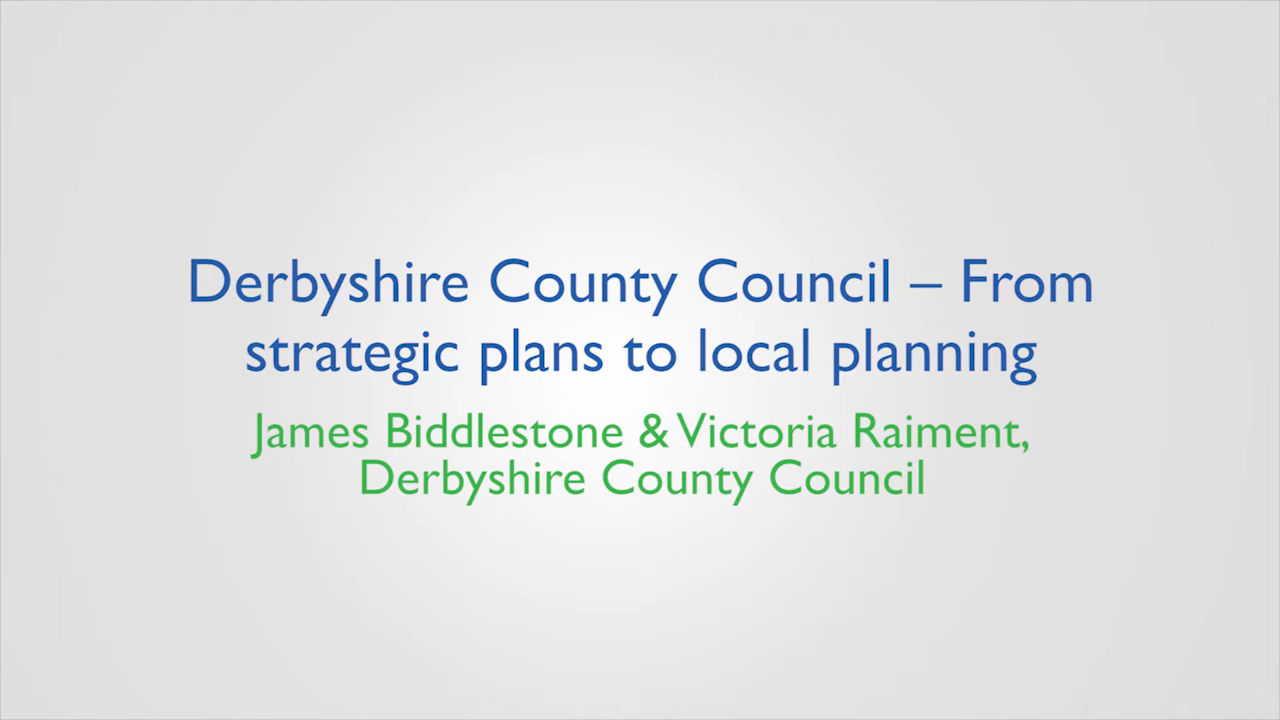 Derbyshire County Council – From
strategic plans to local planning
James Biddlestone & Victoria Raiment,
Derbyshire County Council